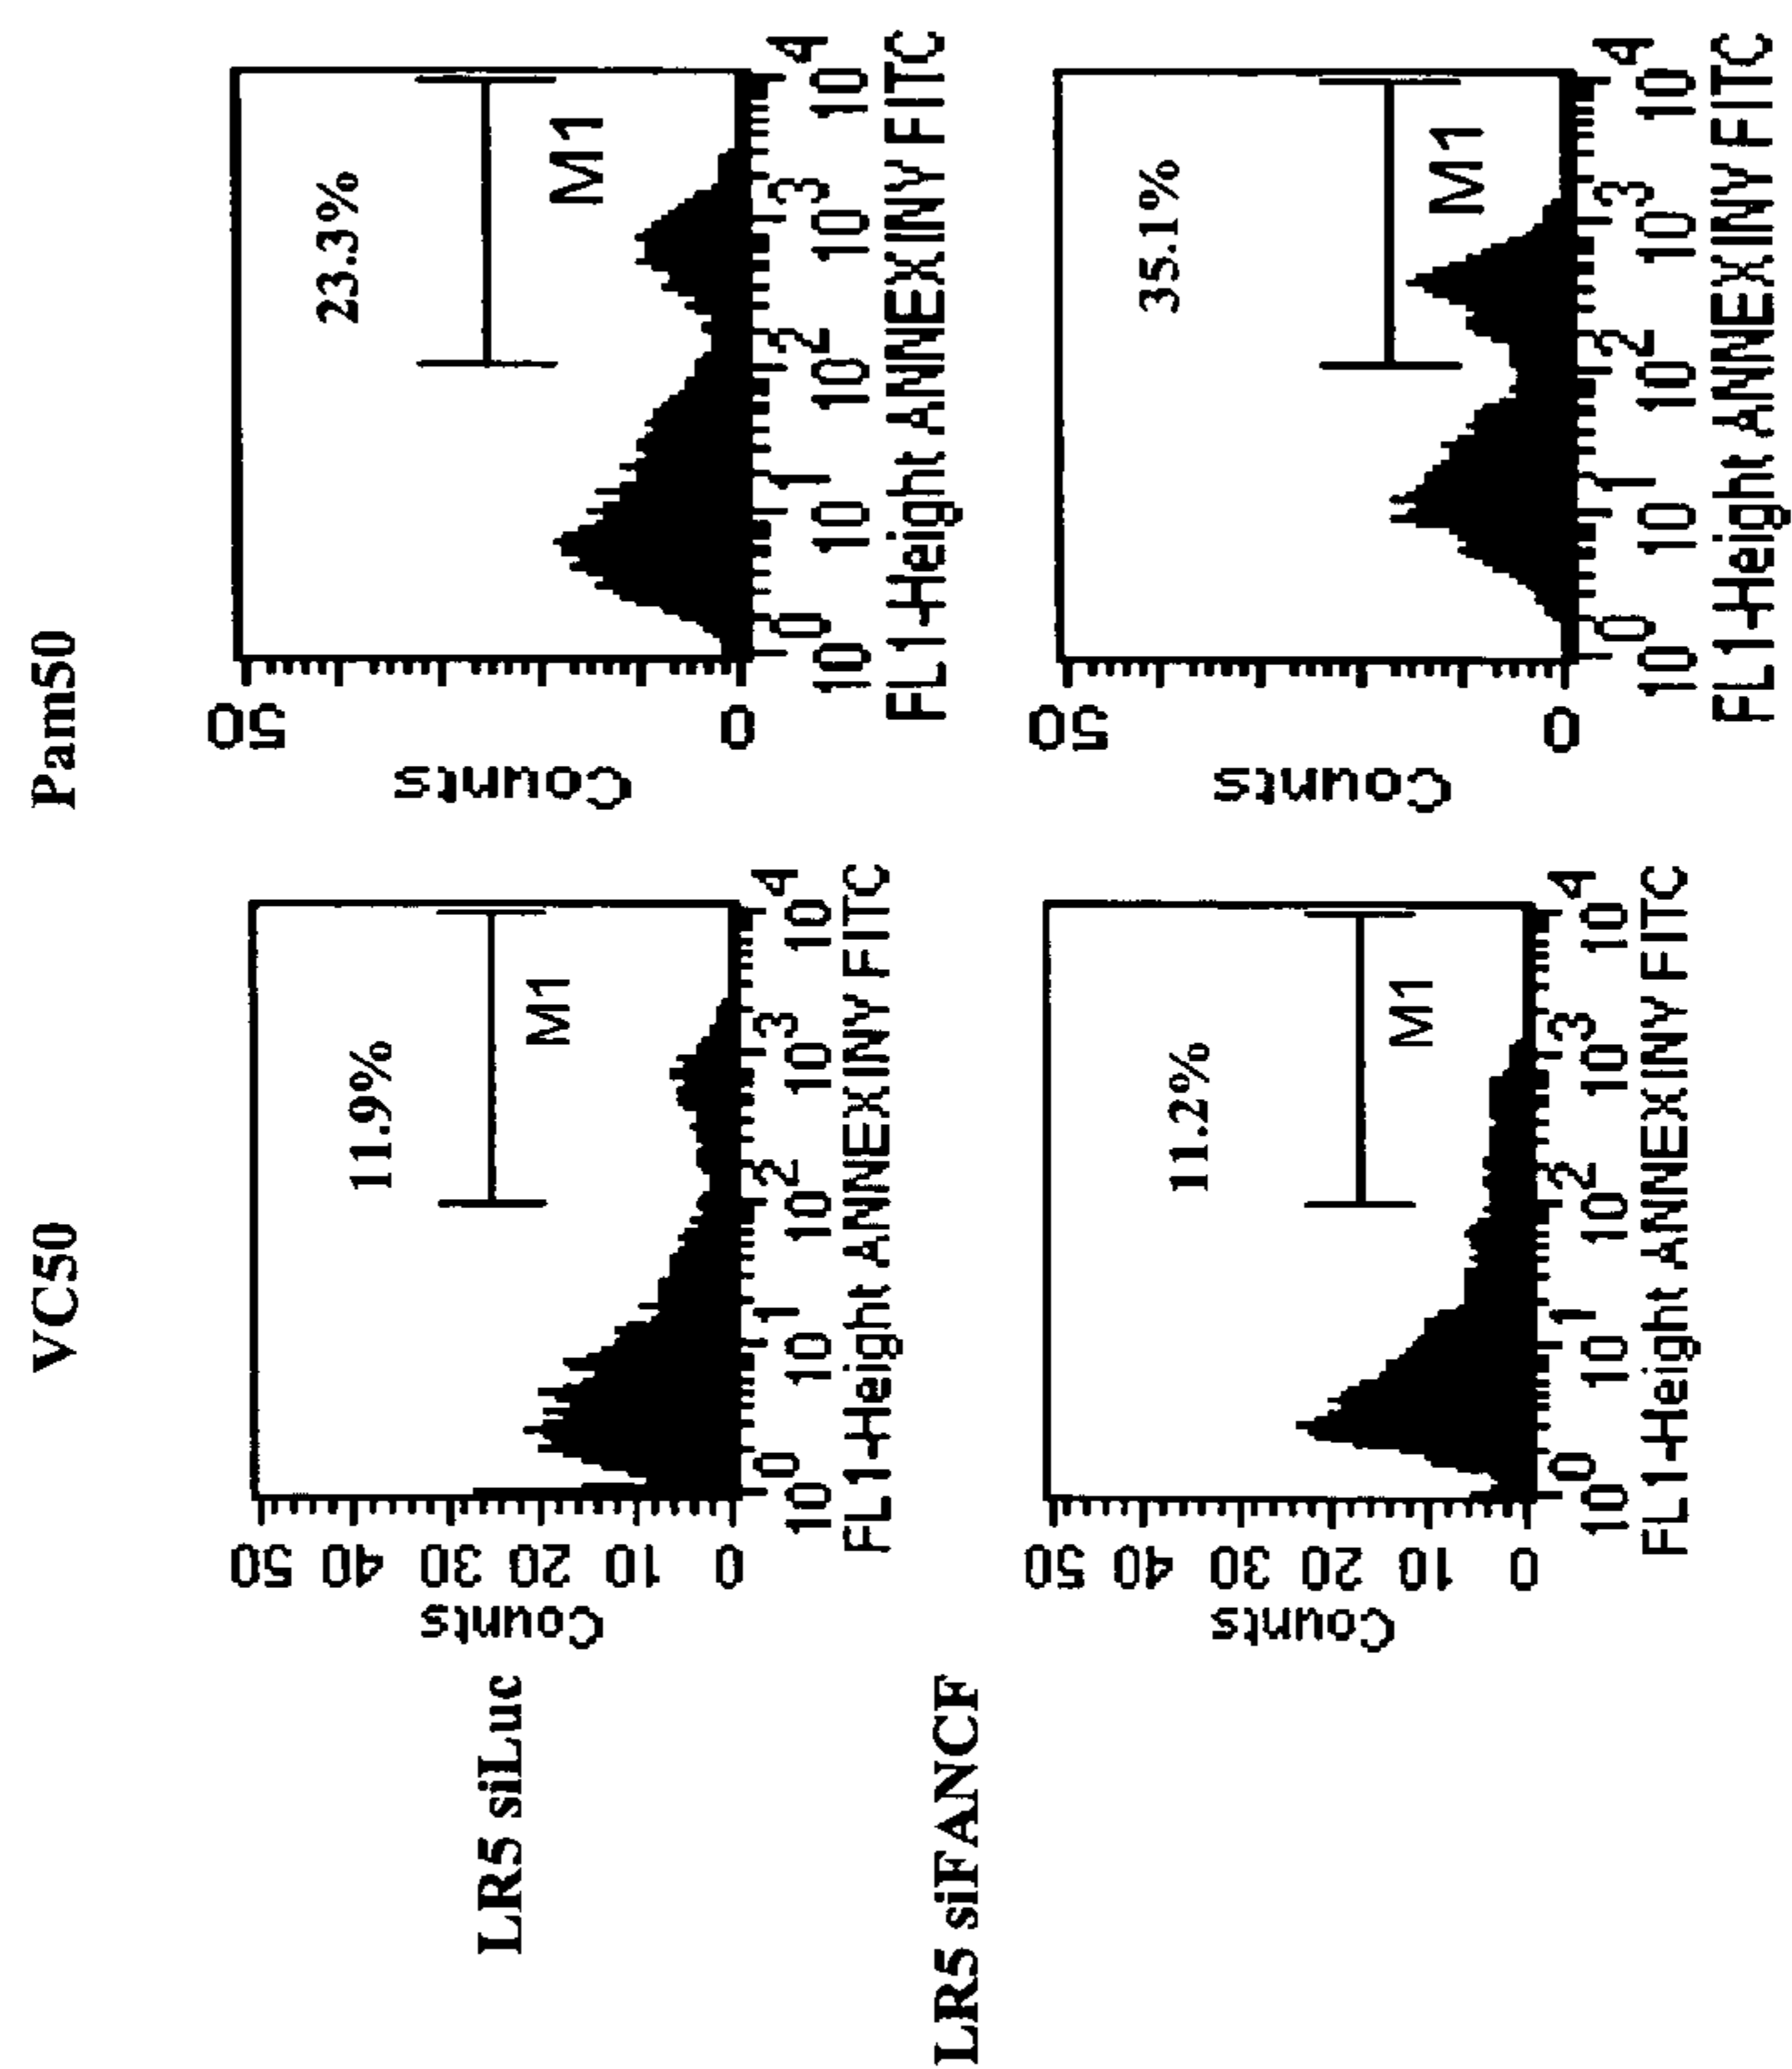 VC50
Pam50
LR5 siLuc
Counts
50
40
30
20
10
0
11.9%
M1
10^0 10^1 10^2 10^3 10^4
FL1-Height ANNEXINY FITC
Counts
50
0
23.3%
M1
10^0 10^1 10^2 10^3 10^4
FL1-Height ANNEXINY FITC
LR5 siFANCF
Counts
50
40
30
20
10
0
11.2%
M1
10^0 10^1 10^2 10^3 10^4
FL1-Height ANNEXINY FITC
Counts
50
0
35.1%
M1
10^0 10^1 10^2 10^3 10^4
FL1-Height ANNEXINY FITC